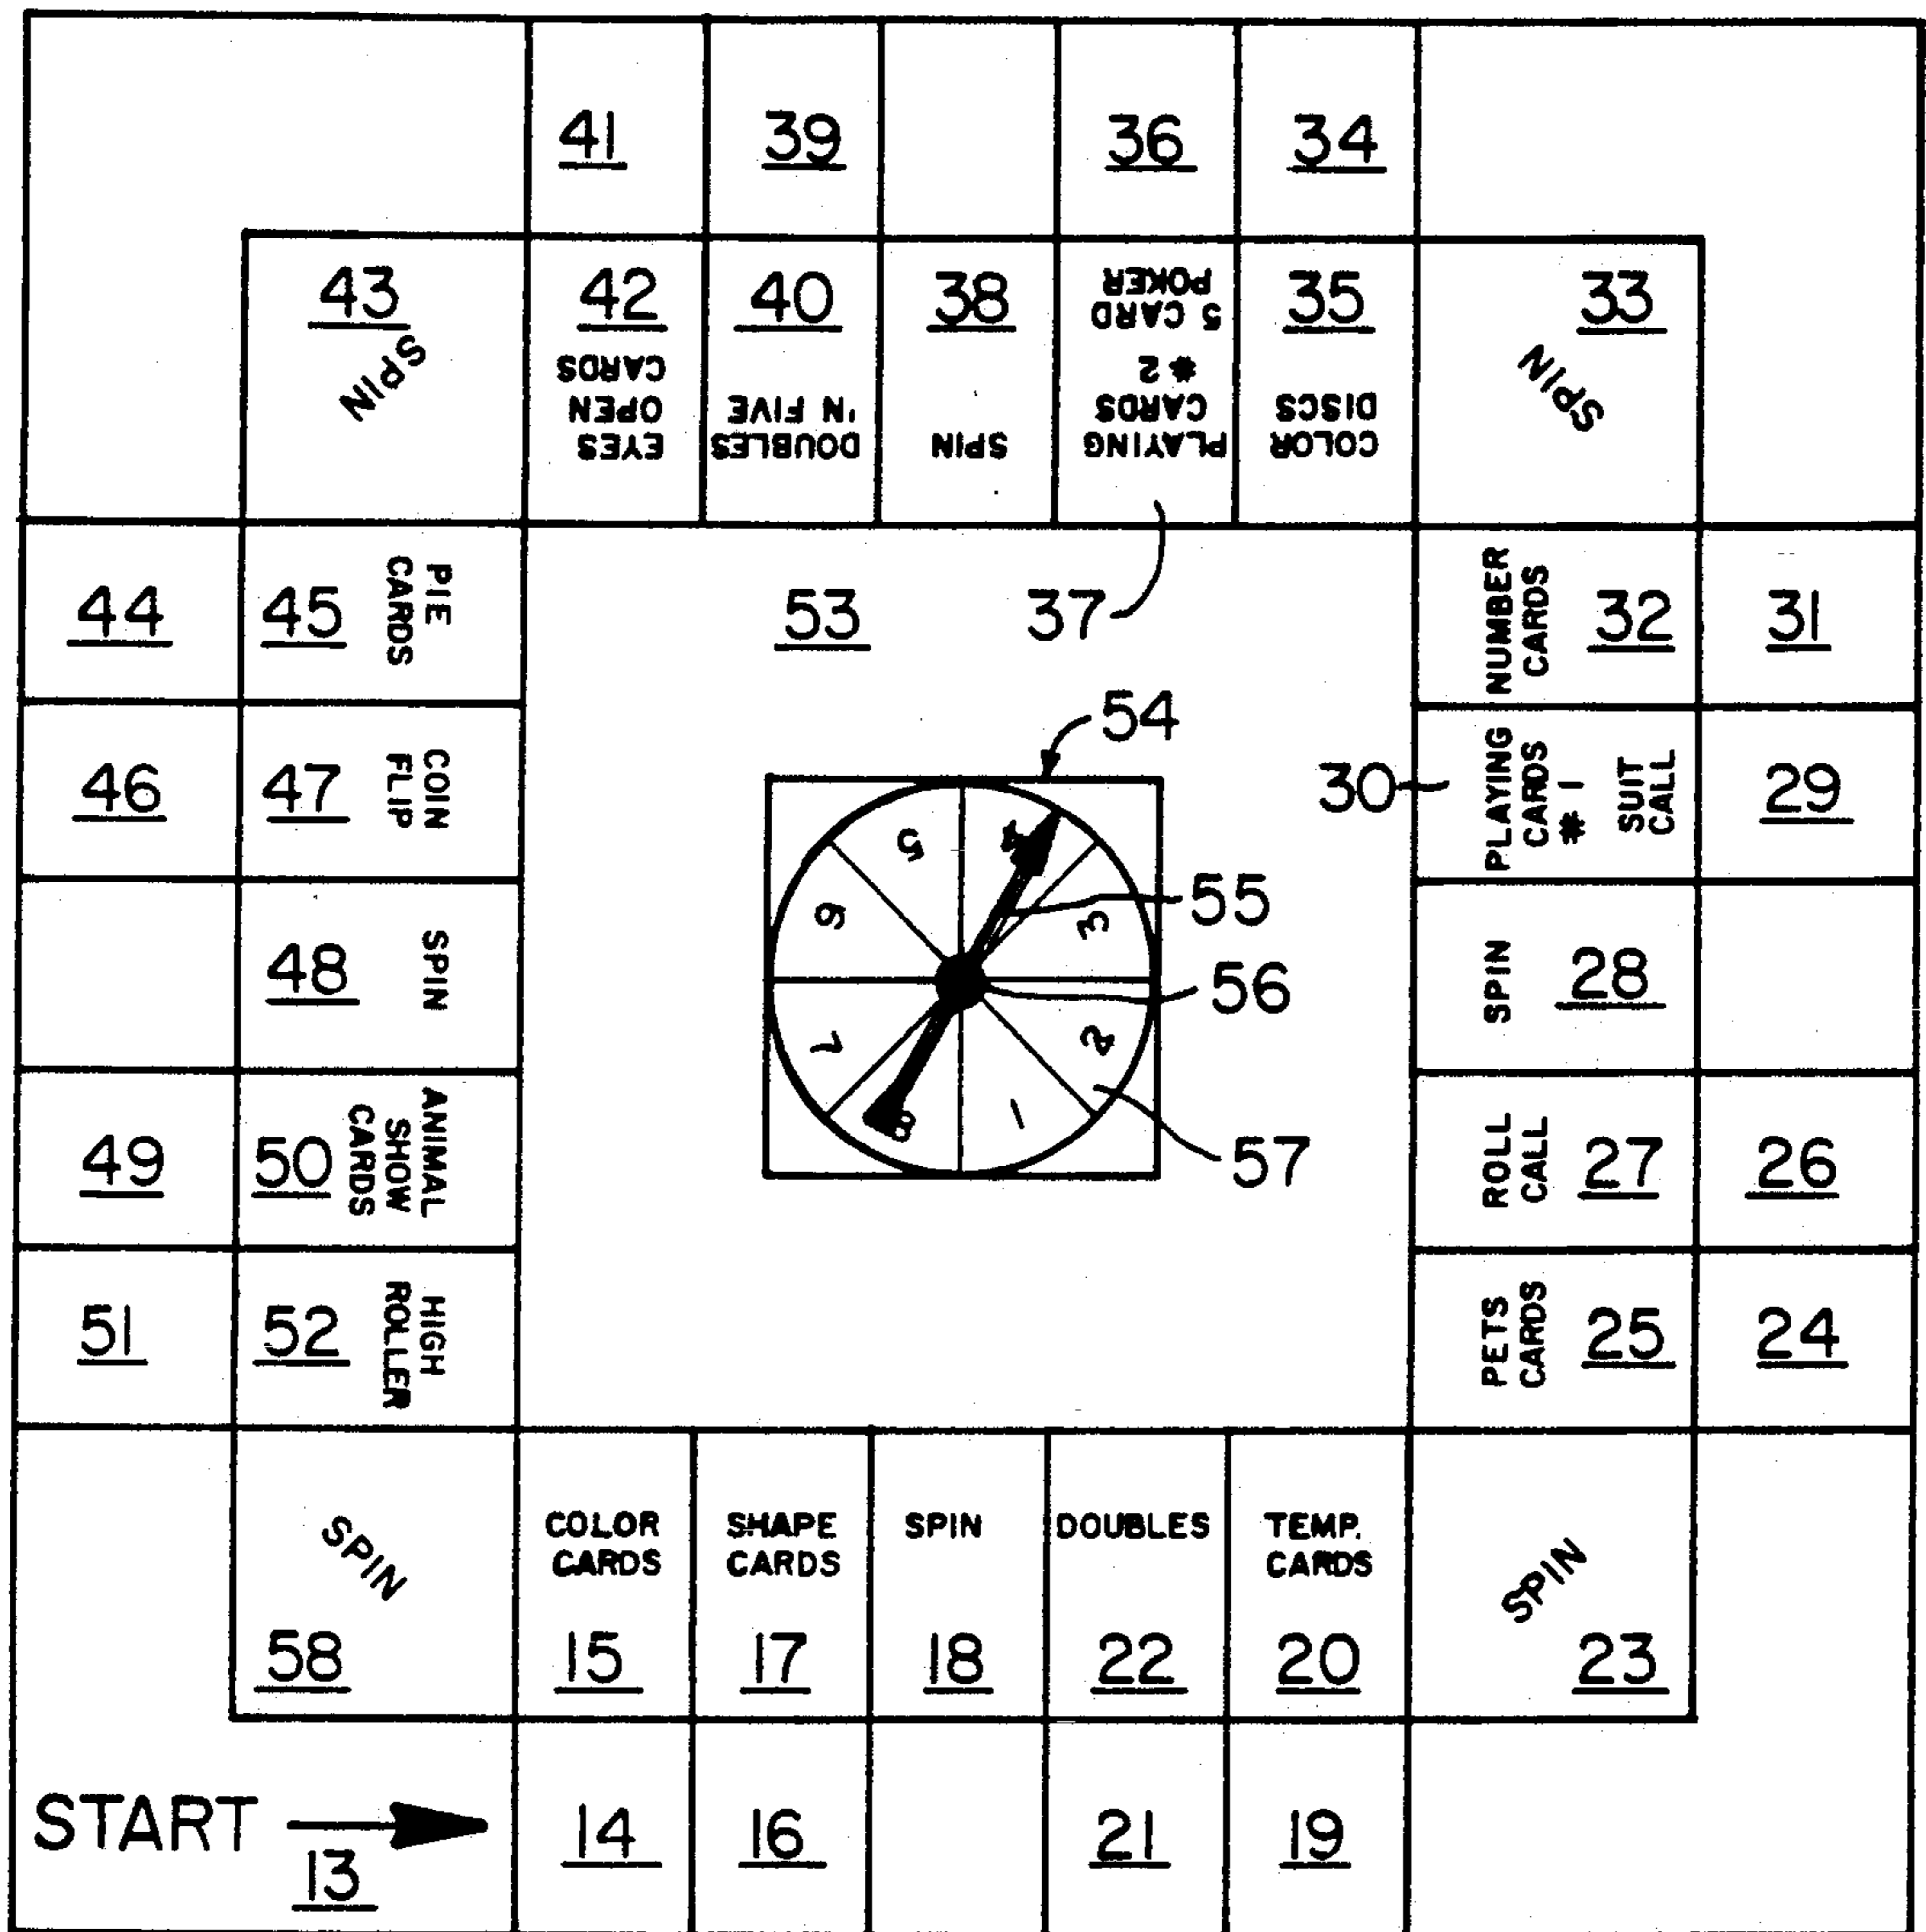 41
39
36
34
43
SPIN
42
EYES
OPEN
CARDS
40
DOUBLES
'N FIVE
38
SPIN
PLAYING
CARDS
#2
5 CARD
POKER
35
COLOR
DISCS
33
SPIN
37
44
45
PIE
CARDS
53
NUMBER
CARDS
32
31
46
47
COIN
FLIP
54
30
PLAYING
CARDS
#1
SUIT
CALL
29
48
SPIN
5
4
6
3
7
2
8
1
55
56
57
SPIN
28
49
50
ANIMAL
SHOW
CARDS
ROLL
CALL
27
26
51
52
HIGH
ROLLER
PETS
CARDS
25
24
SPIN
58
COLOR
CARDS
15
SHAPE
CARDS
17
SPIN
18
DOUBLES
22
TEMP.
CARDS
20
SPIN
23
START
13
14
16
21
19